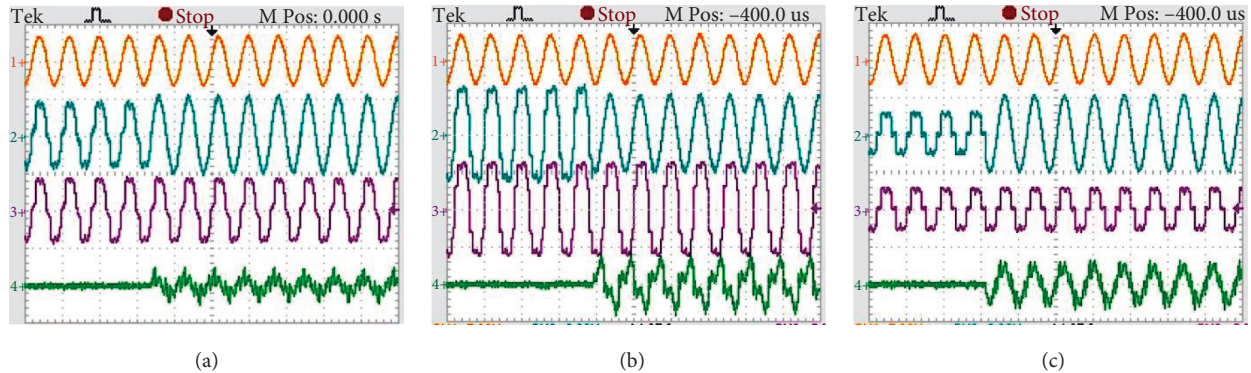 Tek Stop M Pos: 0.000 s
1+
2+
3+
4+
(a)
Tek Stop M Pos: −400.0 us
1+
2+
3+
4+
(b)
Tek Stop M Pos: −400.0 us
1+
2+
3+
4+
(c)